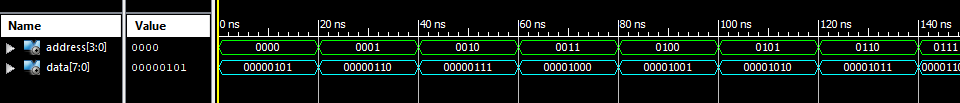 Name Value 0 ns 20 ns 40 ns 60 ns 80 ns 100 ns 120 ns 140 ns
address[3:0] 0000 0000 0001 0010 0011 0100 0101 0110 0111
data[7:0] 00000101 00000101 00000110 00000111 00001000 00001001 00001010 00001011 0000110